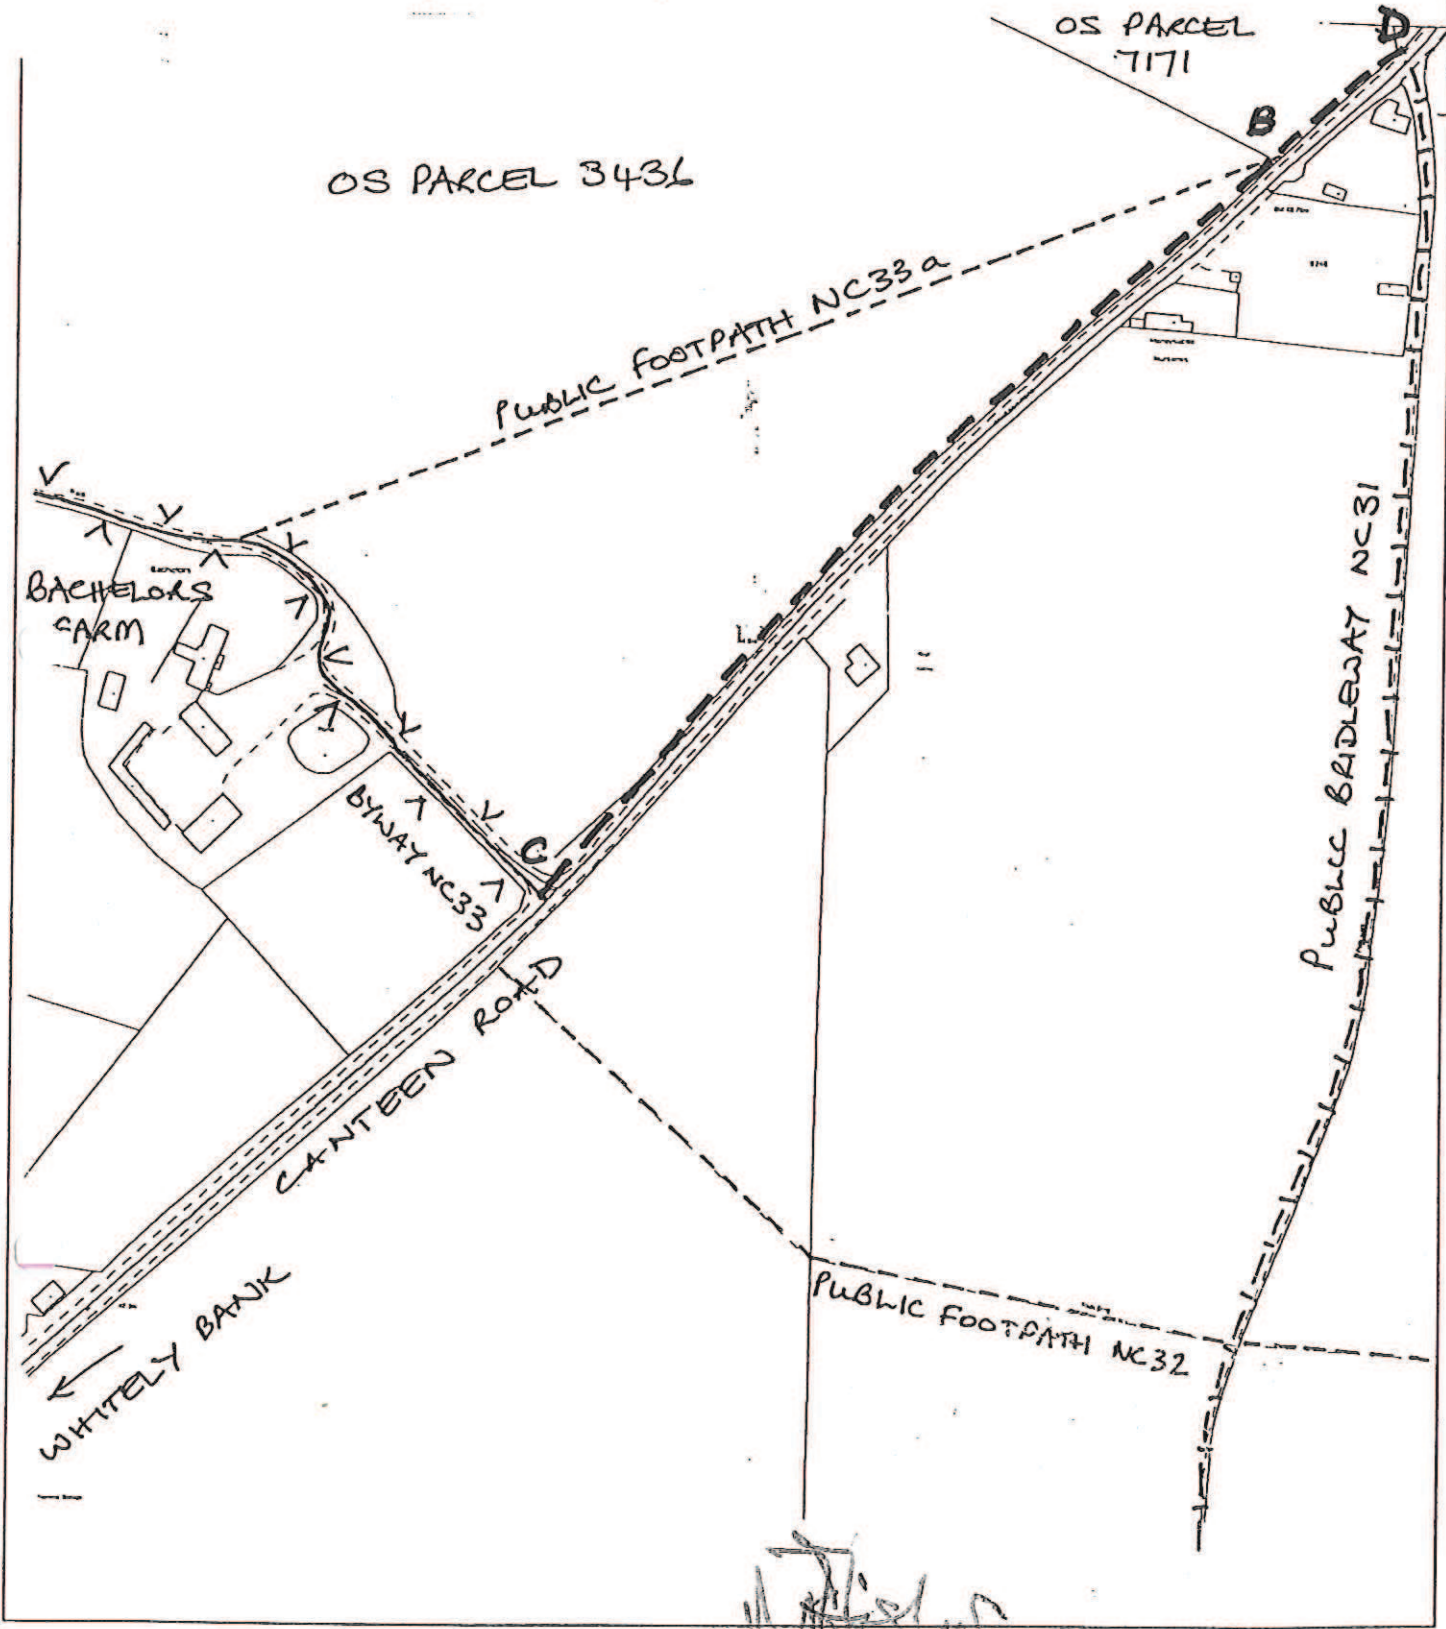 OS PARCEL
7171
D
B
OS PARCEL 3436
PUBLIC FOOTPATH NC33a
BACHELORS
FARM
BYWAY NC33
C
CANTEEN ROAD
WHITELY BANK
PUBLIC FOOTPATH NC32
PUBLIC BRIDLEWAY NC31